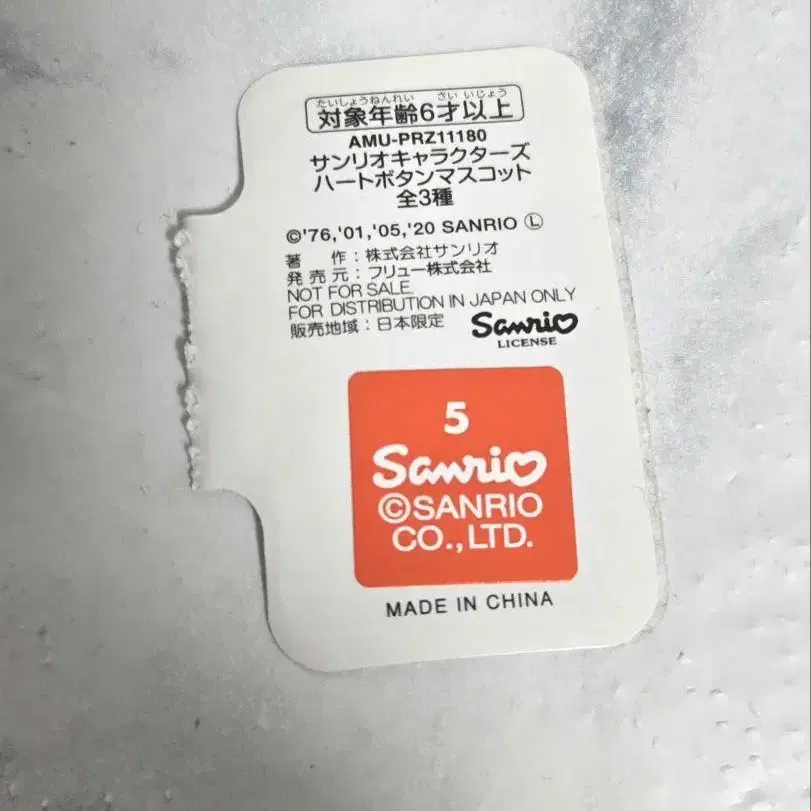 たいしょうねんれい さい いじょう
対象年齢6才以上
AMU-PRZ11180
サンリオキャラクターズ
ハートボタンマスコット
全3種
©'76,'01,'05,'20 SANRIO Ⓛ
著 作：株式会社サンリオ
発売元：フリュー株式会社
NOT FOR SALE
FOR DISTRIBUTION IN JAPAN ONLY
販売地域：日本限定
Sanrio
LICENSE
5
Sanrio
©SANRIO
CO.,LTD.
MADE IN CHINA